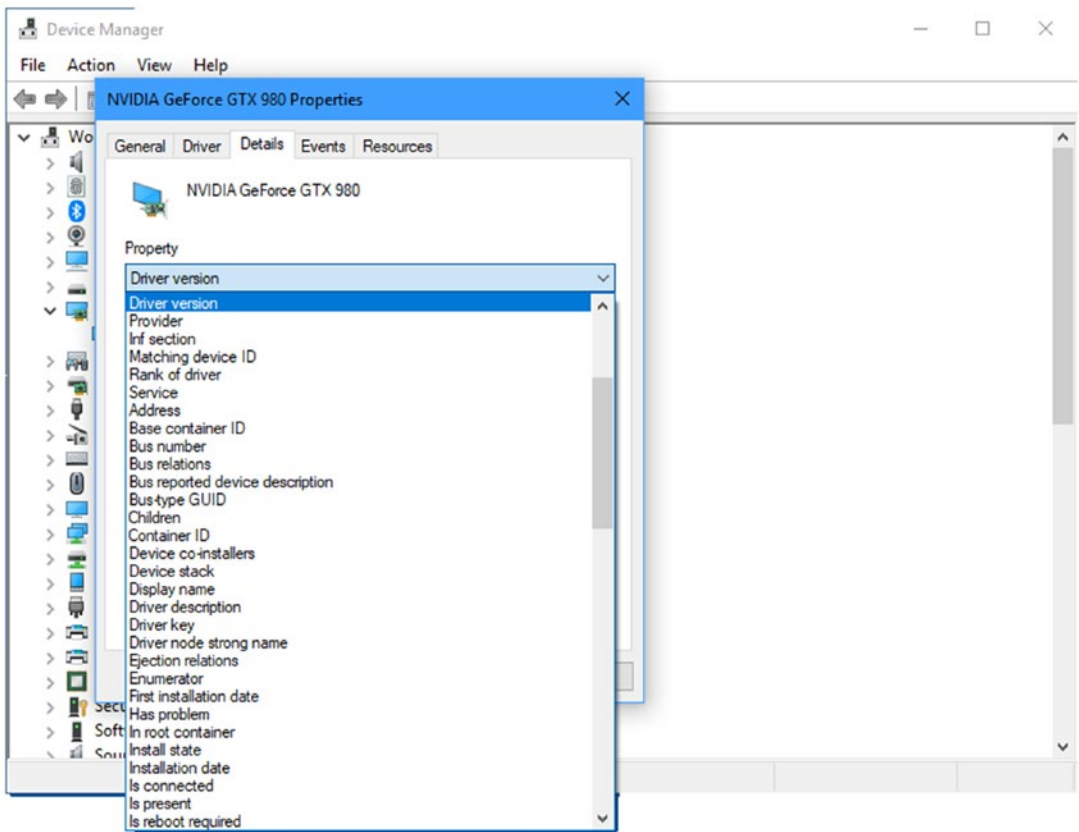 Device Manager
File Action View Help
NVIDIA GeForce GTX 980 Properties
Wo
General Driver Details Events Resources
NVIDIA GeForce GTX 980
Property
Driver version
Driver version
Provider
Inf section
Matching device ID
Rank of driver
Service
Address
Base container ID
Bus number
Bus relations
Bus reported device description
Bus-type GUID
Children
Container ID
Device co-installers
Device stack
Display name
Driver description
Driver key
Driver node strong name
Ejection relations
Enumerator
First installation date
Secu
Has problem
Soft
In root container
Sou
Install state
Installation date
Is connected
Is present
Is reboot required